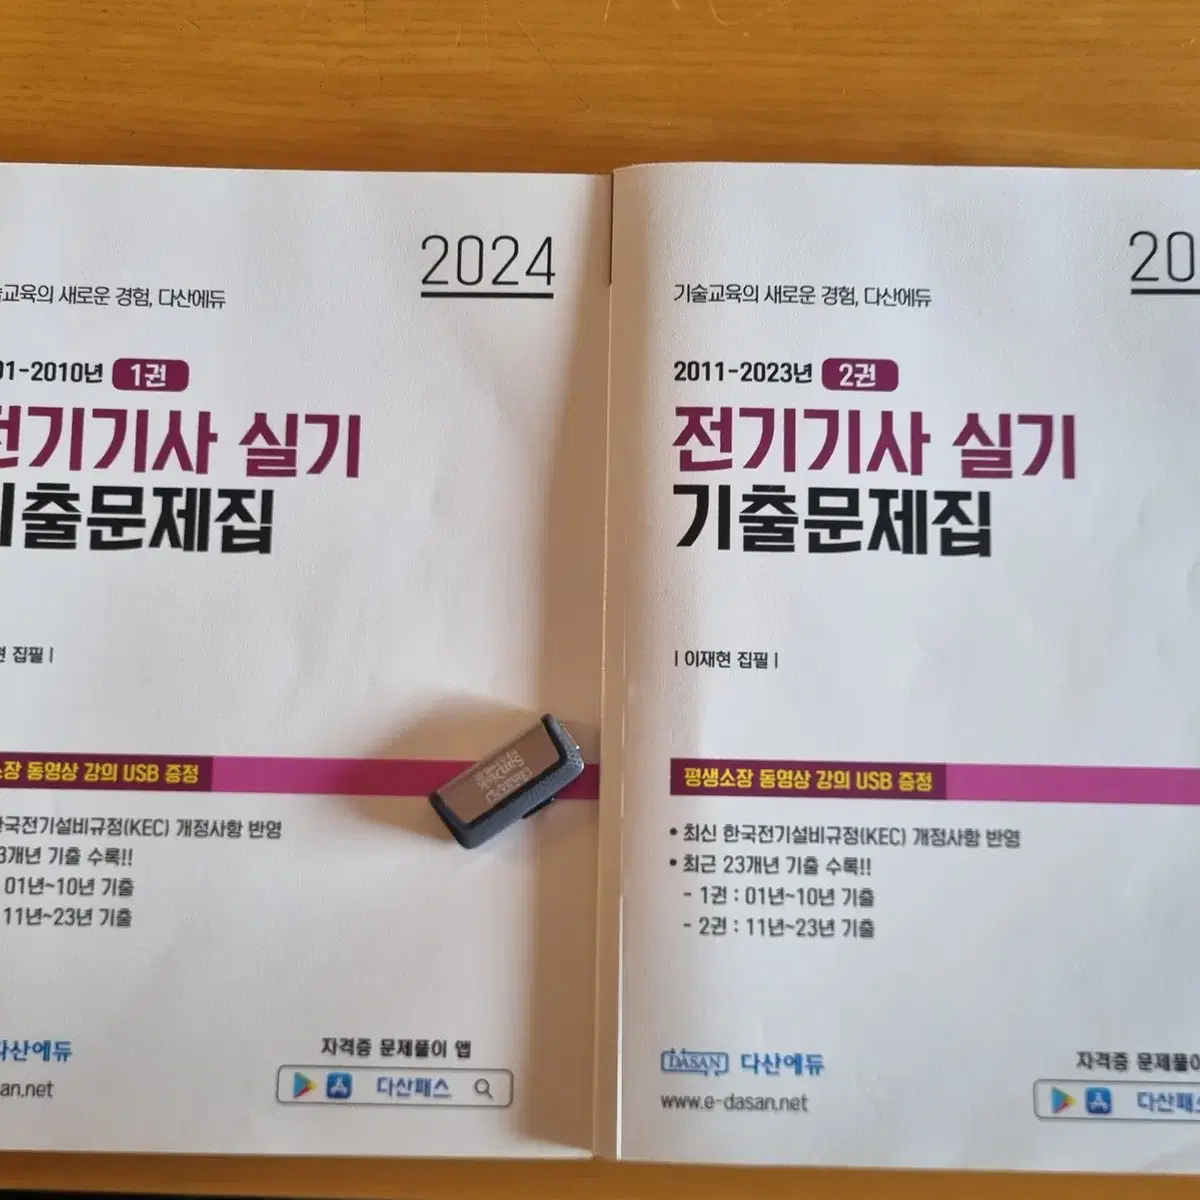 2024
술교육의 새로운 경험, 다산에듀
01-2010년 1권
전기기사 실기
기출문제집
현 집필 |
소장 동영상 강의 USB 증정
한국전기설비규정(KEC) 개정사항 반영
3개년 기출 수록!!
01년~10년 기출
11년~23년 기출
다산에듀
an.net
자격증 문제풀이 앱
다산패스
SanDisk
20
기술교육의 새로운 경험, 다산에듀
2011-2023년 2권
전기기사 실기
기출문제집
| 이재현 집필 |
평생소장 동영상 강의 USB 증정
• 최신 한국전기설비규정(KEC) 개정사항 반영
• 최근 23개년 기출 수록!!
- 1권 : 01년~10년 기출
- 2권 : 11년~23년 기출
DASAN 다산에듀
www.e-dasan.net
자격증 문제풀이
다산패스